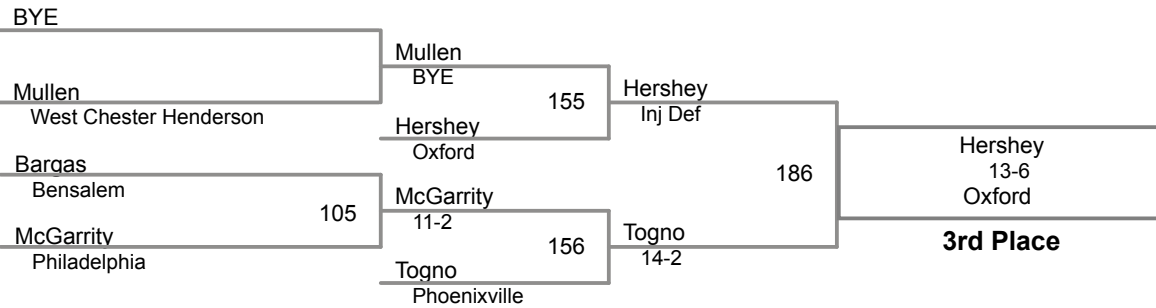 BYE
Mullen
West Chester Henderson
Bargas
Bensalem
McGarrity
Philadelphia
105
Mullen
BYE
Hershey
Oxford
155
McGarrity
11-2
Togno
Phoenixville
156
Hershey
Inj Def
Togno
14-2
186
Hershey
13-6
Oxford
3rd Place